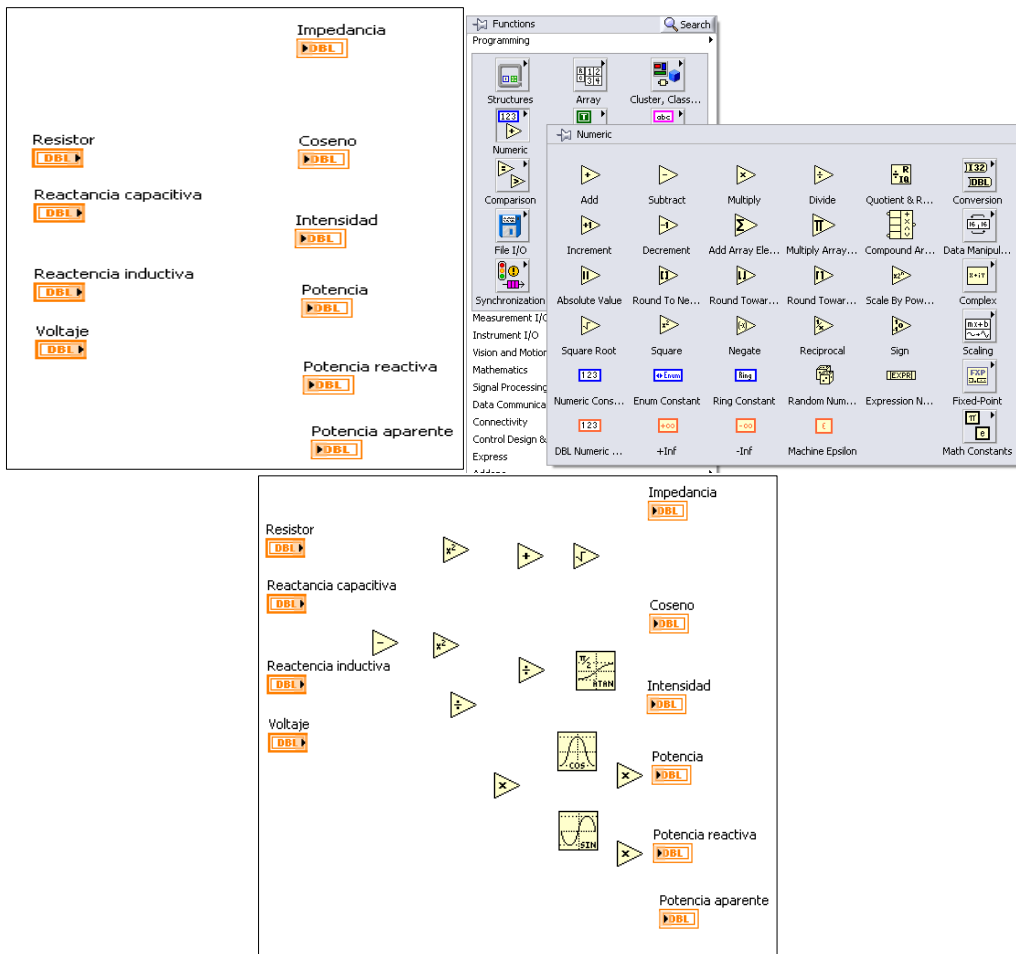 Impedancia
DBL
Resistor
DBL
Coseno
DBL
Reactancia capacitiva
DBL
Intensidad
DBL
Reactencia inductiva
DBL
Potencia
DBL
Voltaje
DBL
Potencia reactiva
DBL
Potencia aparente
DBL
Functions
Search
Programming
Structures
Array
Cluster, Class...
Numeric
Comparison
File I/O
Synchronization
Measurement I/O
Instrument I/O
Vision and Motion
Mathematics
Signal Processing
Data Communica
Connectivity
Control Design &
Express
Numeric
Add
Subtract
Multiply
Divide
Quotient & R...
Conversion
Increment
Decrement
Add Array Ele...
Multiply Array...
Compound Ar...
Data Manipul...
Absolute Value
Round To Ne...
Round Towar...
Round Towar...
Scale By Pow...
Complex
Square Root
Square
Negate
Reciprocal
Sign
Scaling
Numeric Cons...
Enum Constant
Ring Constant
Random Num...
Expression N...
Fixed-Point
DBL Numeric ...
+Inf
-Inf
Machine Epsilon
Math Constants
Impedancia
DBL
Resistor
DBL
x²
+
√
Reactancia capacitiva
DBL
Coseno
DBL
-
x²
Reactencia inductiva
DBL
÷
π/2
ATAN
Intensidad
DBL
÷
Voltaje
DBL
COS
Potencia
DBL
×
×
SIN
Potencia reactiva
DBL
×
Potencia aparente
DBL